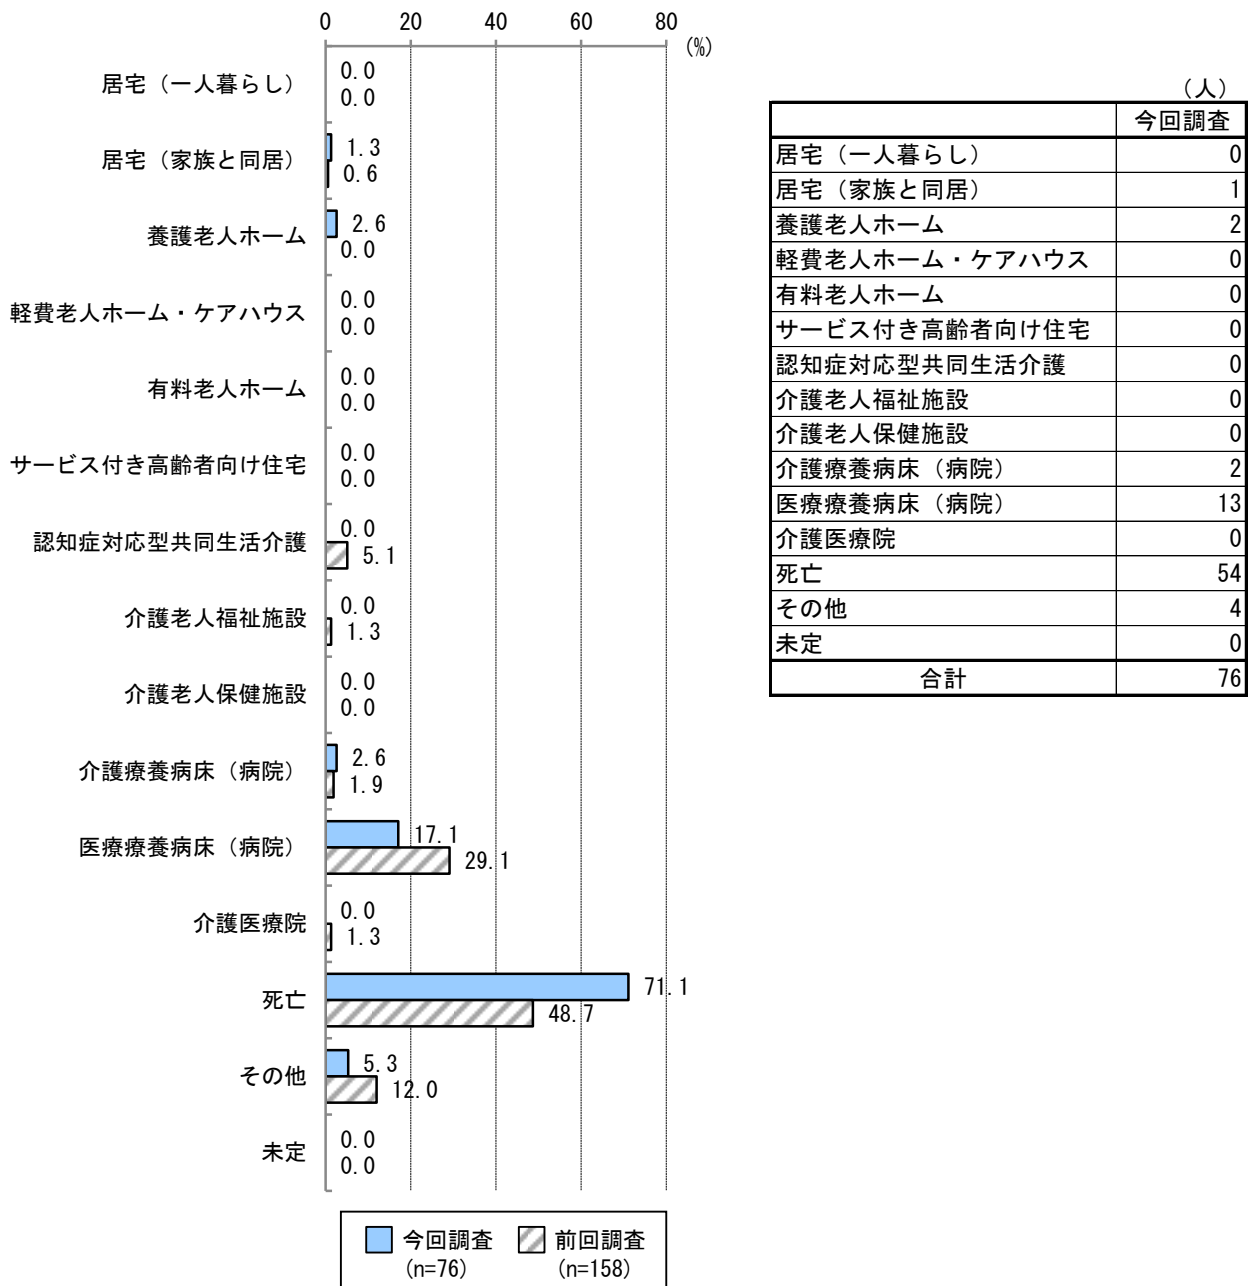 0 20 40 60 80
(%)
居宅（一人暮らし） 0.0
0.0
居宅（家族と同居） 1.3
0.6
養護老人ホーム 2.6
0.0
軽費老人ホーム・ケアハウス 0.0
0.0
有料老人ホーム 0.0
0.0
サービス付き高齢者向け住宅 0.0
0.0
認知症対応型共同生活介護 0.0
5.1
介護老人福祉施設 0.0
1.3
介護老人保健施設 0.0
0.0
介護療養病床（病院） 2.6
1.9
医療療養病床（病院） 17.1
29.1
介護医療院 0.0
1.3
死亡 71.1
48.7
その他 5.3
12.0
未定 0.0
0.0
今回調査 前回調査
(n=76) (n=158)
（人）
今回調査
居宅（一人暮らし） 0
居宅（家族と同居） 1
養護老人ホーム 2
軽費老人ホーム・ケアハウス 0
有料老人ホーム 0
サービス付き高齢者向け住宅 0
認知症対応型共同生活介護 0
介護老人福祉施設 0
介護老人保健施設 0
介護療養病床（病院） 2
医療療養病床（病院） 13
介護医療院 0
死亡 54
その他 4
未定 0
合計 76